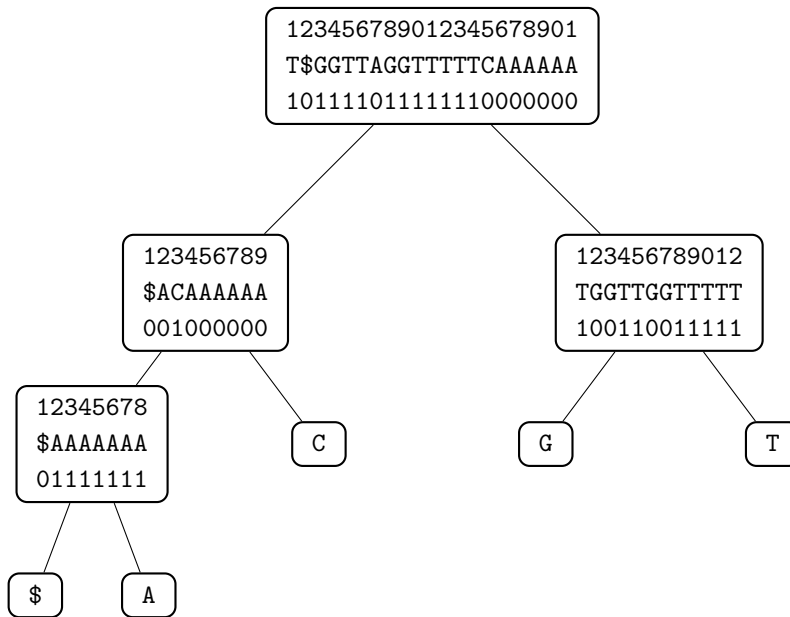 123456789012345678901
T$GGTTAGGTTTTTCAAAAAA
101111011111110000000
123456789
$ACAAAAAA
001000000
123456789012
TGGTTGGTTTTT
100110011111
12345678
$AAAAAAA
01111111
C
G
T
$
A